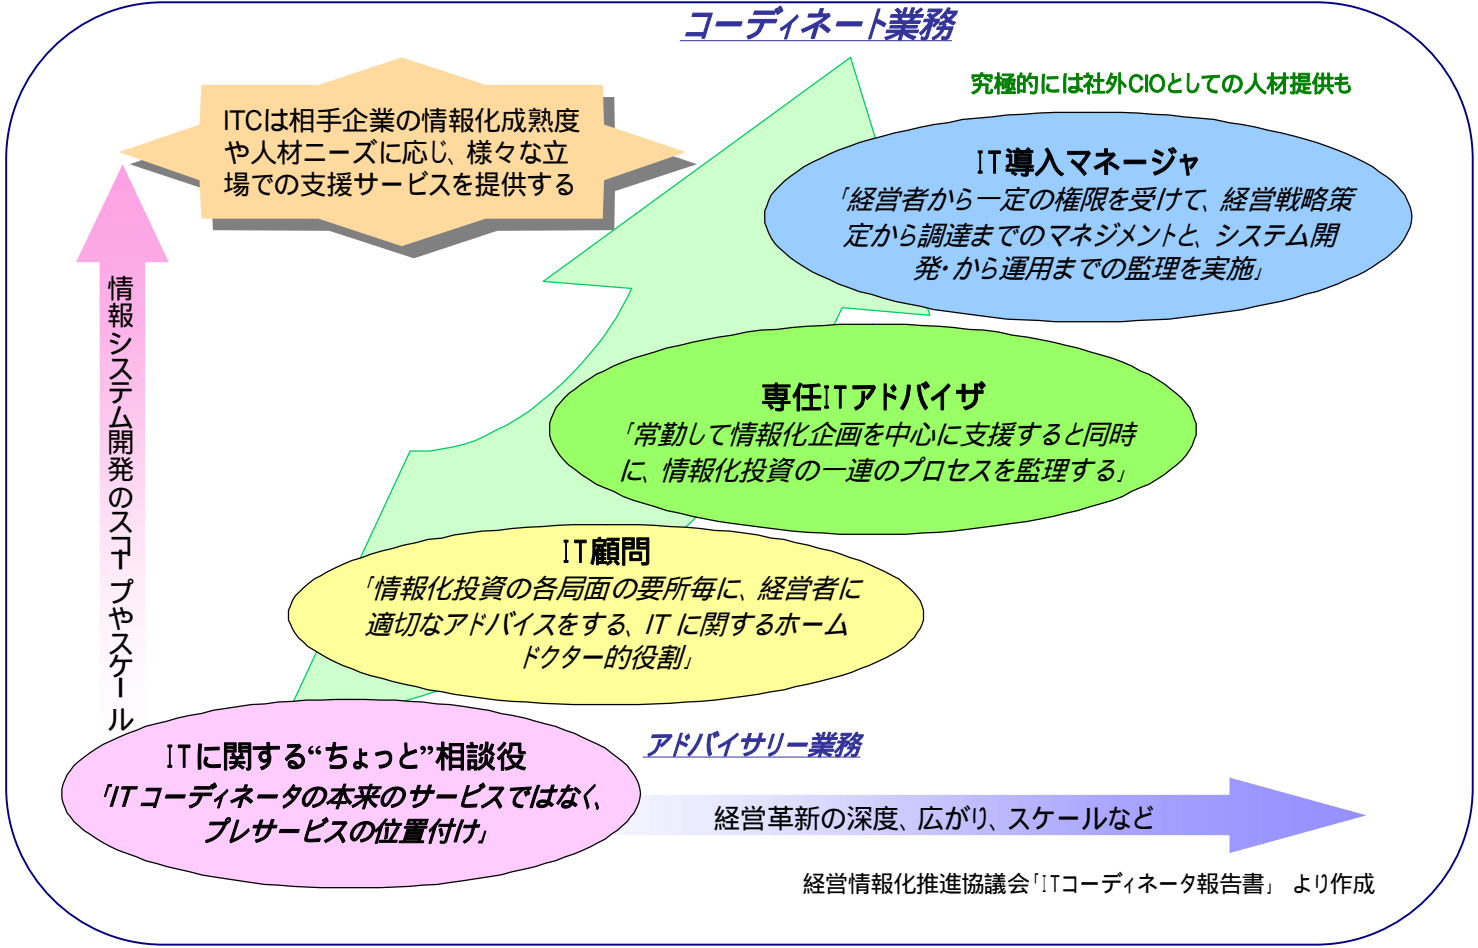 コーディネート業務
究極的には社外CIOとしての人材提供も
ITCは相手企業の情報化成熟度
や人材ニーズに応じ、様々な立
場での支援サービスを提供する
IT導入マネージャ
「経営者から一定の権限を受けて、経営戦略策
定から調達までのマネジメントと、システム開
発・から運用までの監理を実施」
専任ITアドバイザ
「常勤して情報化企画を中心に支援すると同時
に、情報化投資の一連のプロセスを監理する」
IT顧問
「情報化投資の各局面の要所毎に、経営者に
適切なアドバイスをする、IT に関するホーム
ドクター的役割」
情報システム開発のスコープやスケール
ITに関する“ちょっと”相談役
「ITコーディネータの本来のサービスではなく、
プレサービスの位置付け」
アドバイサリー業務
経営革新の深度、広がり、スケールなど
経営情報化推進協議会「ITコーディネータ報告書」 より作成